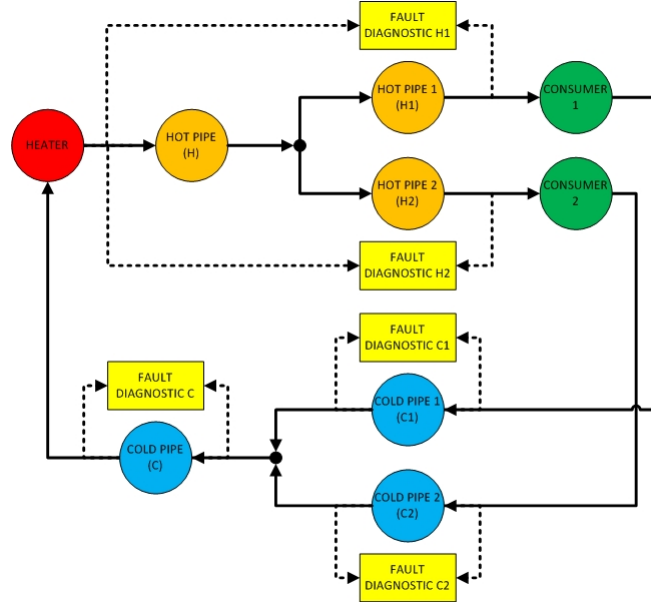 FAULT
DIAGNOSTIC H1
HOT PIPE 1
(H1)
CONSUMER
1
HEATER
HOT PIPE
(H)
HOT PIPE 2
(H2)
CONSUMER
2
FAULT
DIAGNOSTIC H2
FAULT
DIAGNOSTIC C1
FAULT
DIAGNOSTIC C
COLD PIPE 1
(C1)
COLD PIPE
(C)
COLD PIPE 2
(C2)
FAULT
DIAGNOSTIC C2